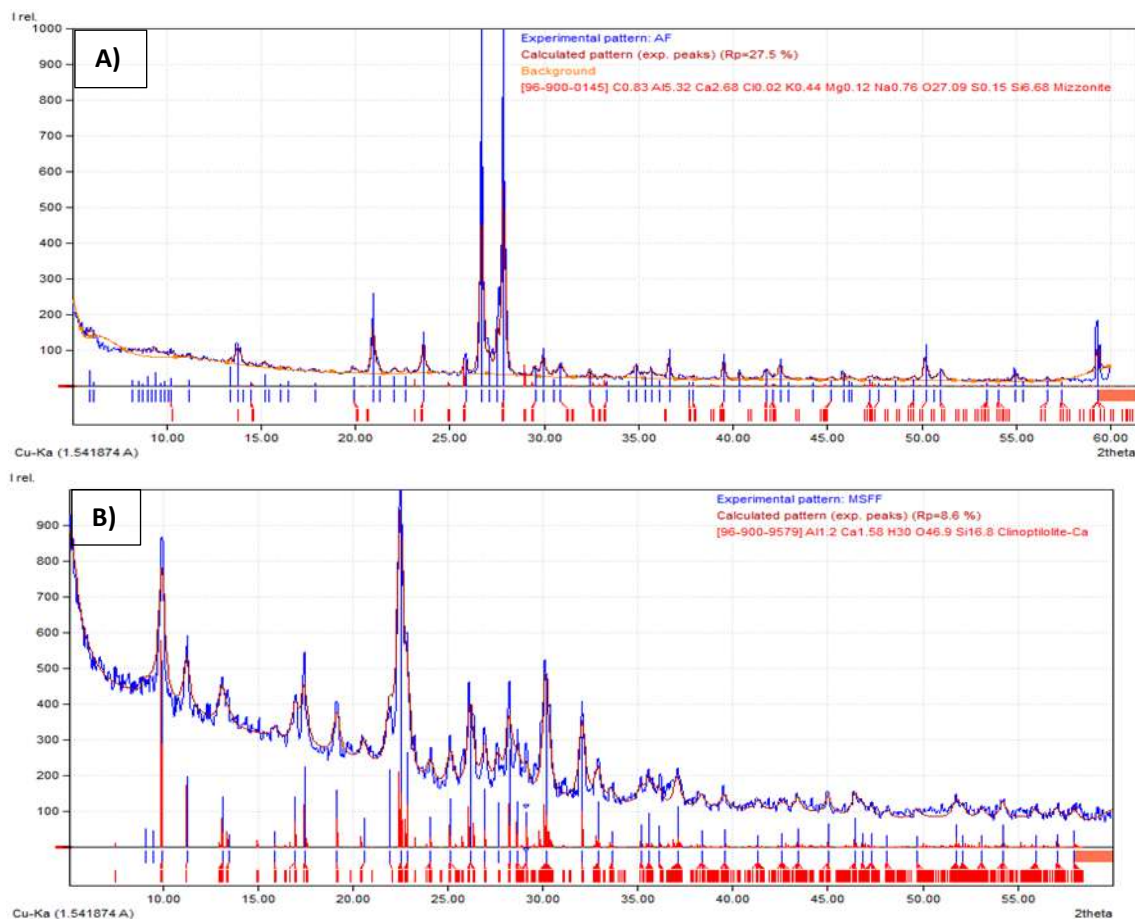 I rel.
1000
A)
Experimental pattern: AF
Calculated pattern (exp. peaks) (Rp=27.5 %)
Background
[96-900-0145] C0.83 Al5.32 Ca2.68 Cl0.02 K0.44 Mg0.12 Na0.76 O27.09 S0.15 Si6.68 Mizzonite
900
800
700
600
500
400
300
200
100
10.00 15.00 20.00 25.00 30.00 35.00 40.00 45.00 50.00 55.00 60.00
Cu-Ka (1.541874 A) 2theta
I rel.
B)
Experimental pattern: MSFF
Calculated pattern (exp. peaks) (Rp=8.6 %)
[96-900-9579] Al1.2 Ca1.58 H30 O46.9 Si16.8 Clinoptilolite-Ca
900
800
700
600
500
400
300
200
100
10.00 15.00 20.00 25.00 30.00 35.00 40.00 45.00 50.00 55.00
Cu-Ka (1.541874 A) 2theta